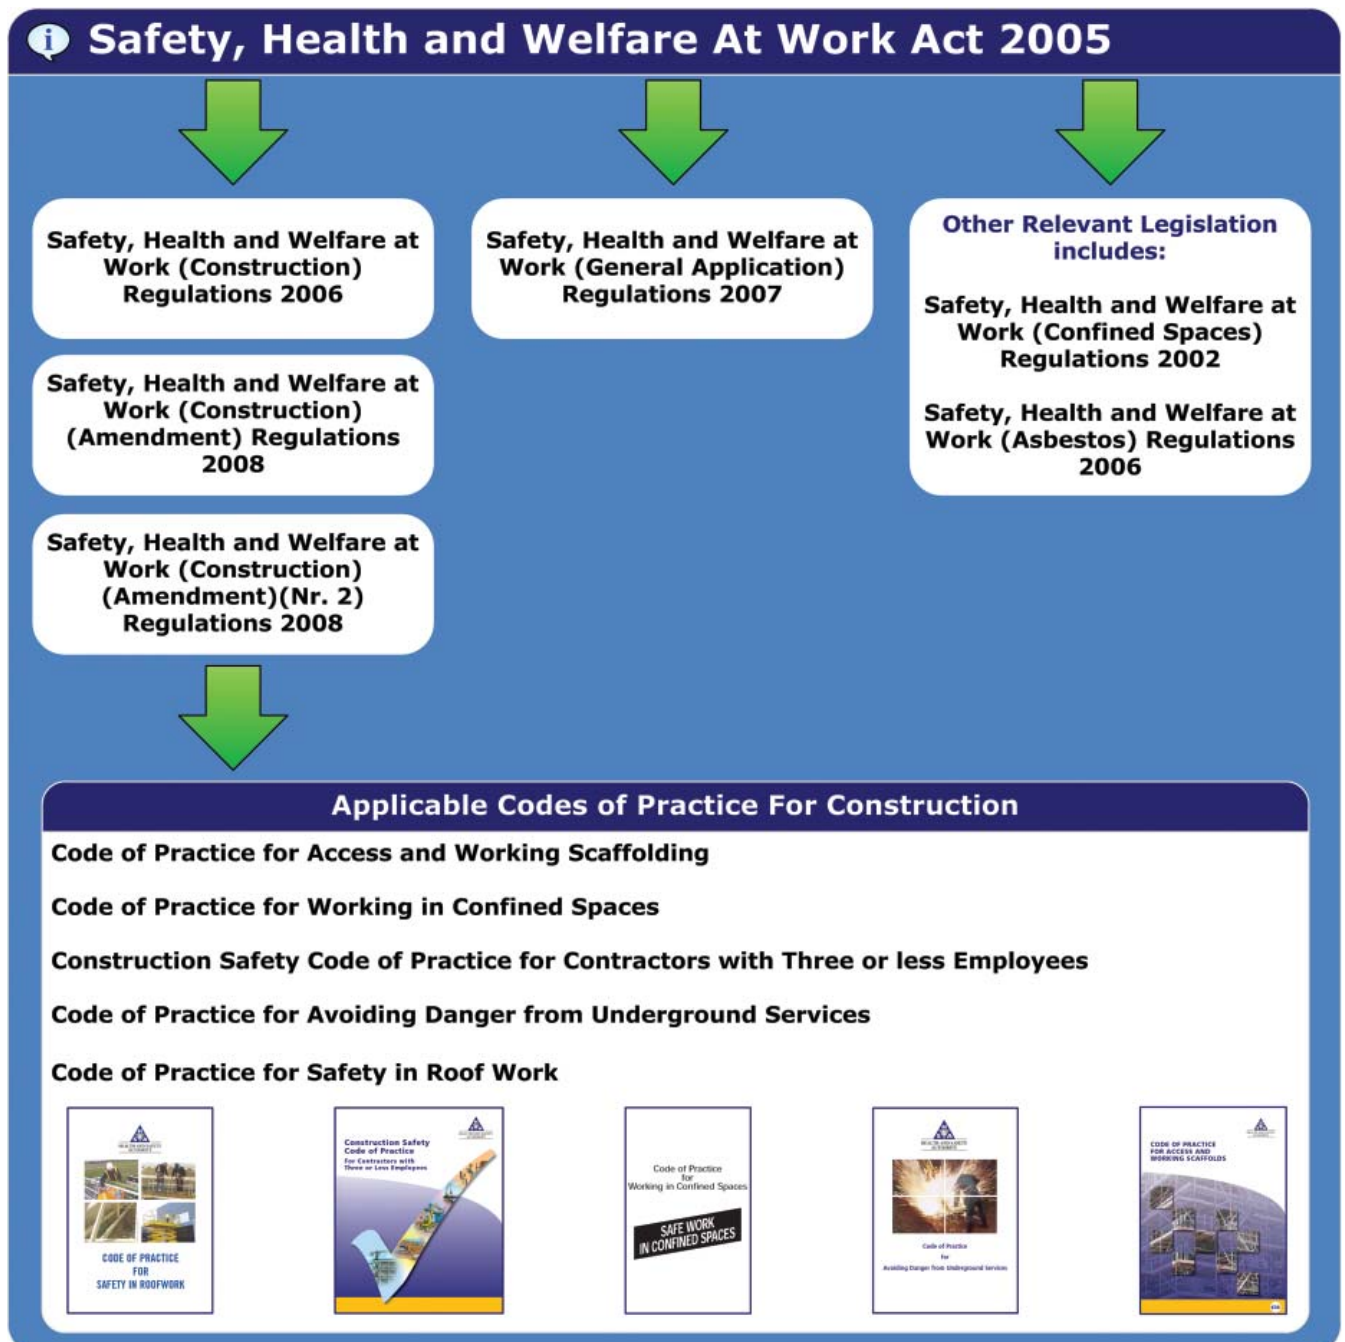 i
Safety, Health and Welfare At Work Act 2005
Safety, Health and Welfare at
Work (Construction)
Regulations 2006
Safety, Health and Welfare at
Work (Construction)
(Amendment) Regulations
2008
Safety, Health and Welfare at
Work (Construction)
(Amendment)(Nr. 2)
Regulations 2008
Safety, Health and Welfare at
Work (General Application)
Regulations 2007
Other Relevant Legislation
includes:
Safety, Health and Welfare at
Work (Confined Spaces)
Regulations 2002
Safety, Health and Welfare at
Work (Asbestos) Regulations
2006
Applicable Codes of Practice For Construction
Code of Practice for Access and Working Scaffolding
Code of Practice for Working in Confined Spaces
Construction Safety Code of Practice for Contractors with Three or less Employees
Code of Practice for Avoiding Danger from Underground Services
Code of Practice for Safety in Roof Work
HEALTH AND SAFETY
AUTHORITY
CODE OF PRACTICE
FOR
SAFETY IN ROOFWORK
Construction Safety
Code of Practice
For Contractors with
Three or Less Employees
Code of Practice
for
Working in Confined Spaces
SAFE WORK
IN CONFINED SPACES
HEALTH AND SAFETY
AUTHORITY
Code of Practice
For
Avoiding Danger from Underground Services
CODE OF PRACTICE
FOR ACCESS AND
WORKING SCAFFOLDS